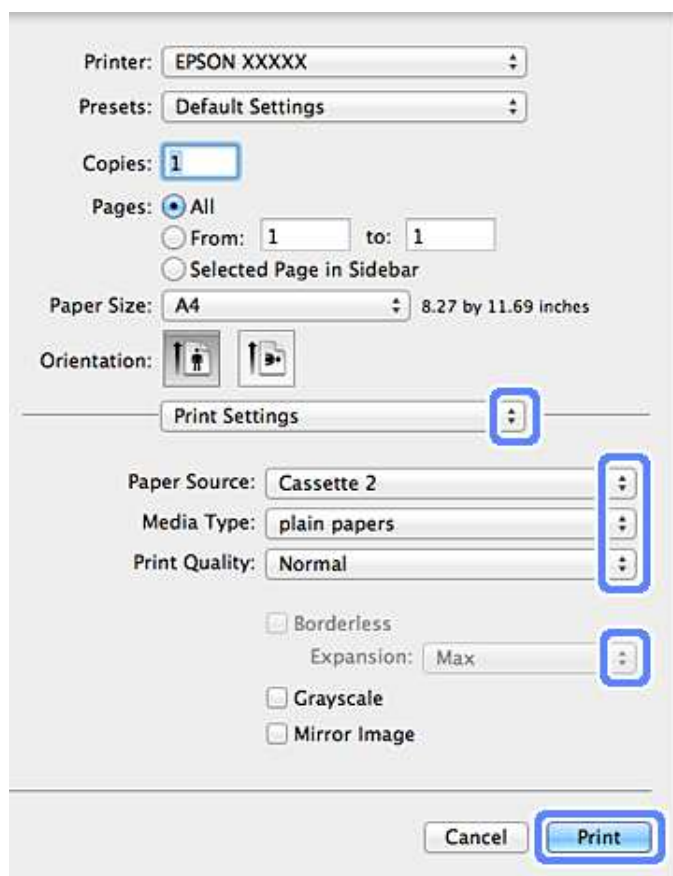 Printer: EPSON XXXXX
Presets: Default Settings
Copies: 1
Pages: All
From: 1 to: 1
Selected Page in Sidebar
Paper Size: A4 8.27 by 11.69 inches
Orientation:
Print Settings
Paper Source: Cassette 2
Media Type: plain papers
Print Quality: Normal
Borderless
Expansion: Max
Grayscale
Mirror Image
Cancel Print